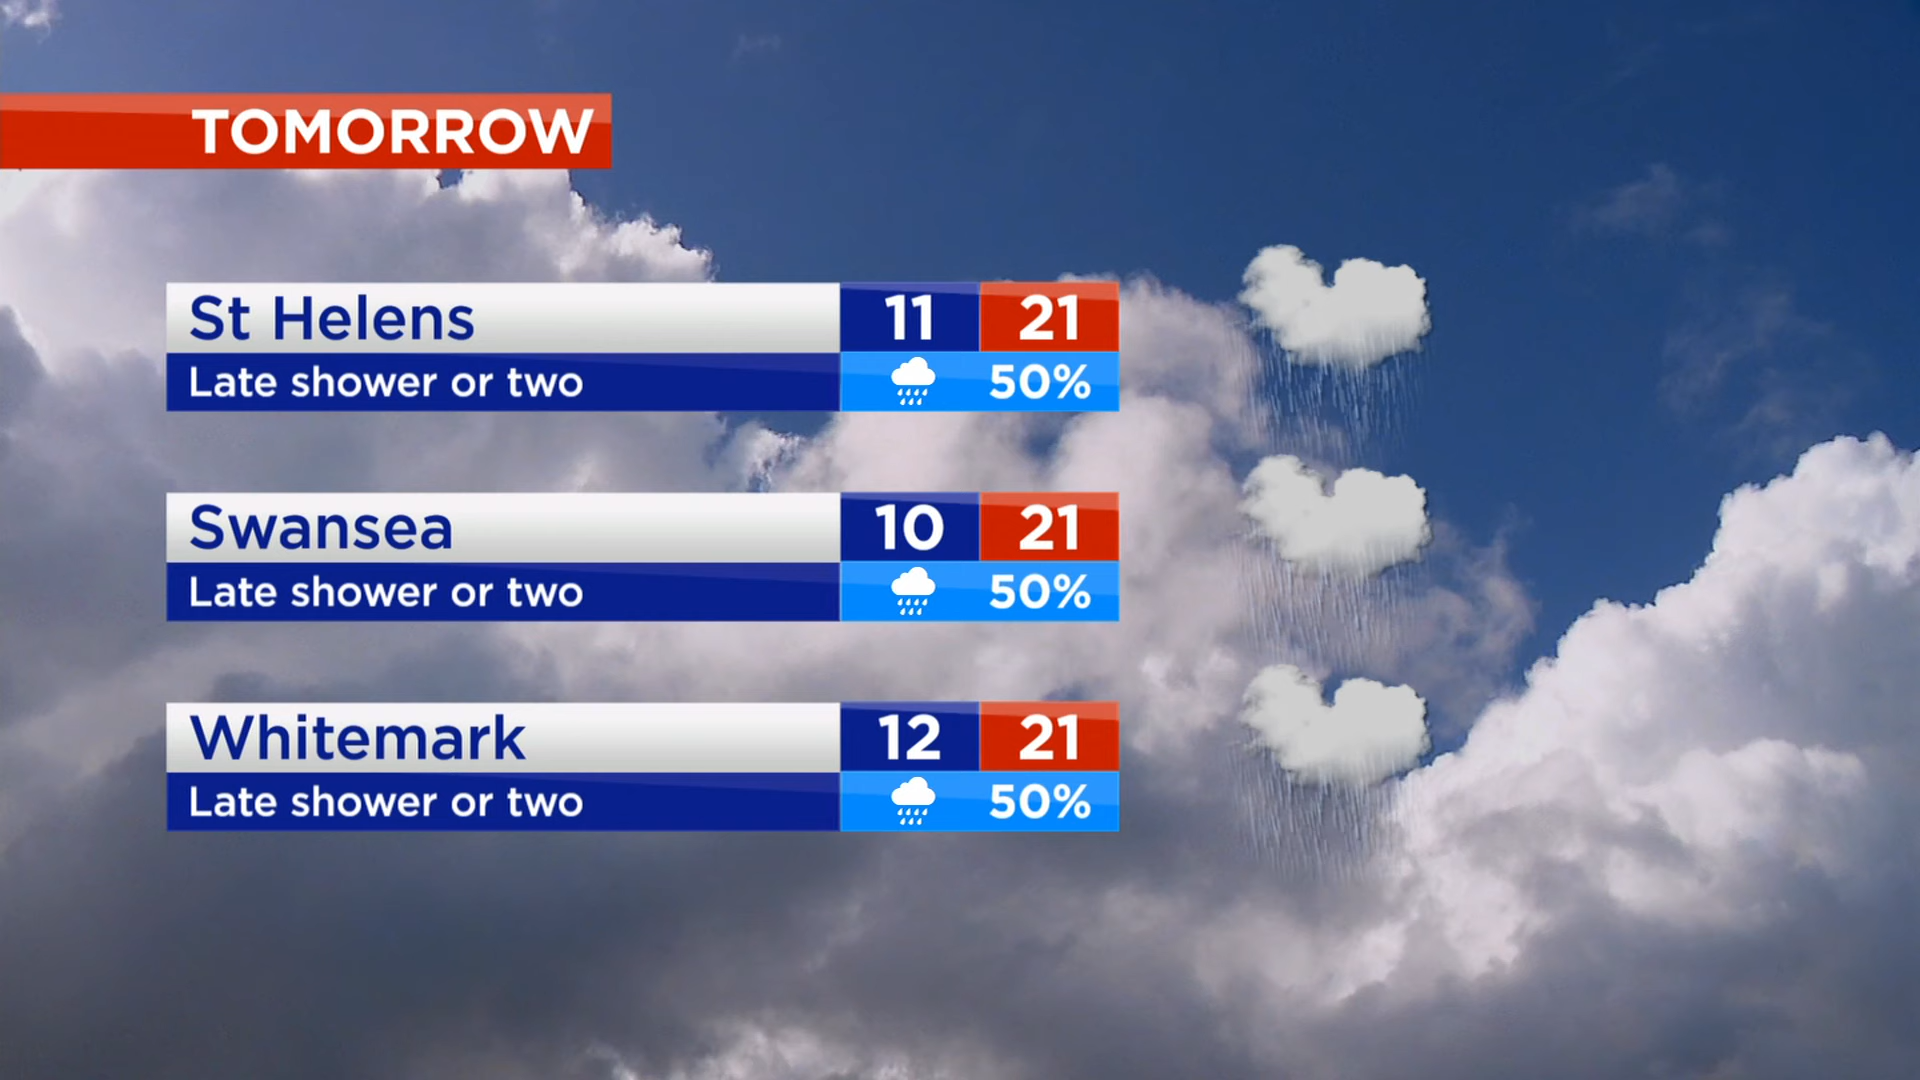 TOMORROW
St Helens 11 21
Late shower or two 50%
Swansea 10 21
Late shower or two 50%
Whitemark 12 21
Late shower or two 50%